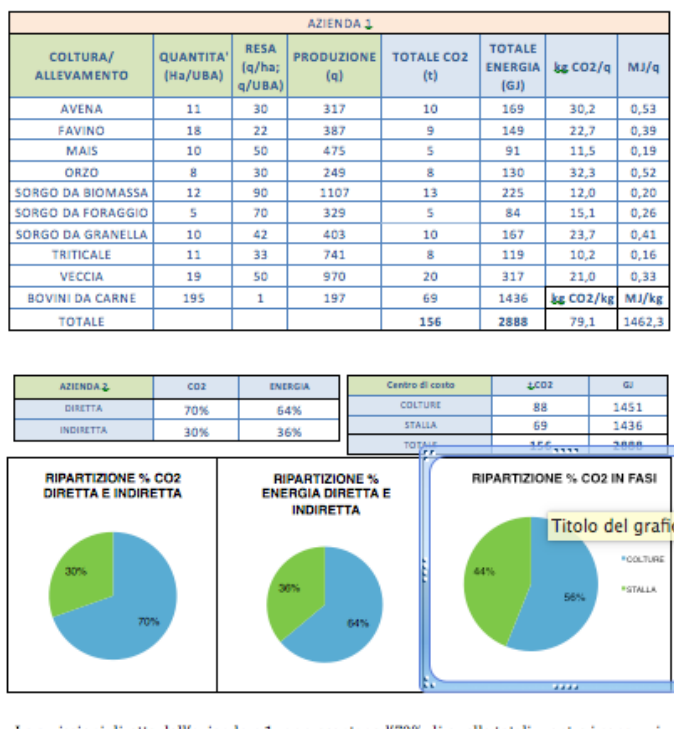 AZIENDA 1
COLTURA/ ALLEVAMENTO QUANTITA' (Ha/UBA) RESA (q/ha; q/UBA) PRODUZIONE (q) TOTALE CO2 (t) TOTALE ENERGIA (GJ) kg CO2/q MJ/q
AVENA 11 30 317 10 169 30,2 0,53
FAVINO 18 22 387 9 149 22,7 0,39
MAIS 10 50 475 5 91 11,5 0,19
ORZO 8 30 249 8 130 32,3 0,52
SORGO DA BIOMASSA 12 90 1107 13 225 12,0 0,20
SORGO DA FORAGGIO 5 70 329 5 84 15,1 0,26
SORGO DA GRANELLA 10 42 403 10 167 23,7 0,41
TRITICALE 11 33 741 8 119 10,2 0,16
VECCIA 19 50 970 20 317 21,0 0,33
BOVINI DA CARNE 195 1 197 69 1436 kg CO2/kg MJ/kg
TOTALE 156 2888 79,1 1462,3
AZIENDA 2 CO2 ENERGIA
DIRETTA 70% 64%
INDIRETTA 30% 36%
Centro di costo t CO2 GJ
COLTURE 88 1451
STALLA 69 1436
TOTALE 156 2888
RIPARTIZIONE % CO2
DIRETTA E INDIRETTA
30%
70%
RIPARTIZIONE %
ENERGIA DIRETTA E
INDIRETTA
36%
64%
RIPARTIZIONE % CO2 IN FASI
Titolo del grafi
44%
56%
COLTURE
STALLA